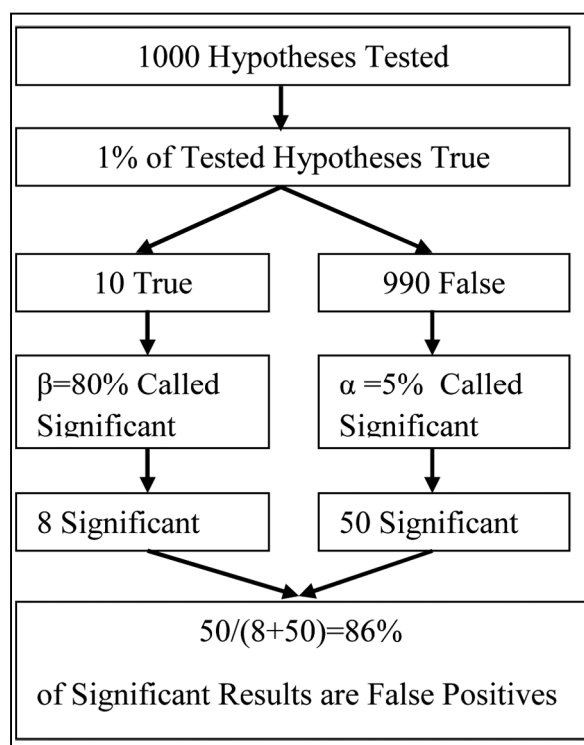 1000 Hypotheses Tested
1% of Tested Hypotheses True
10 True
990 False
β=80% Called
Significant
α =5% Called
Significant
8 Significant
50 Significant
50/(8+50)=86%
of Significant Results are False Positives